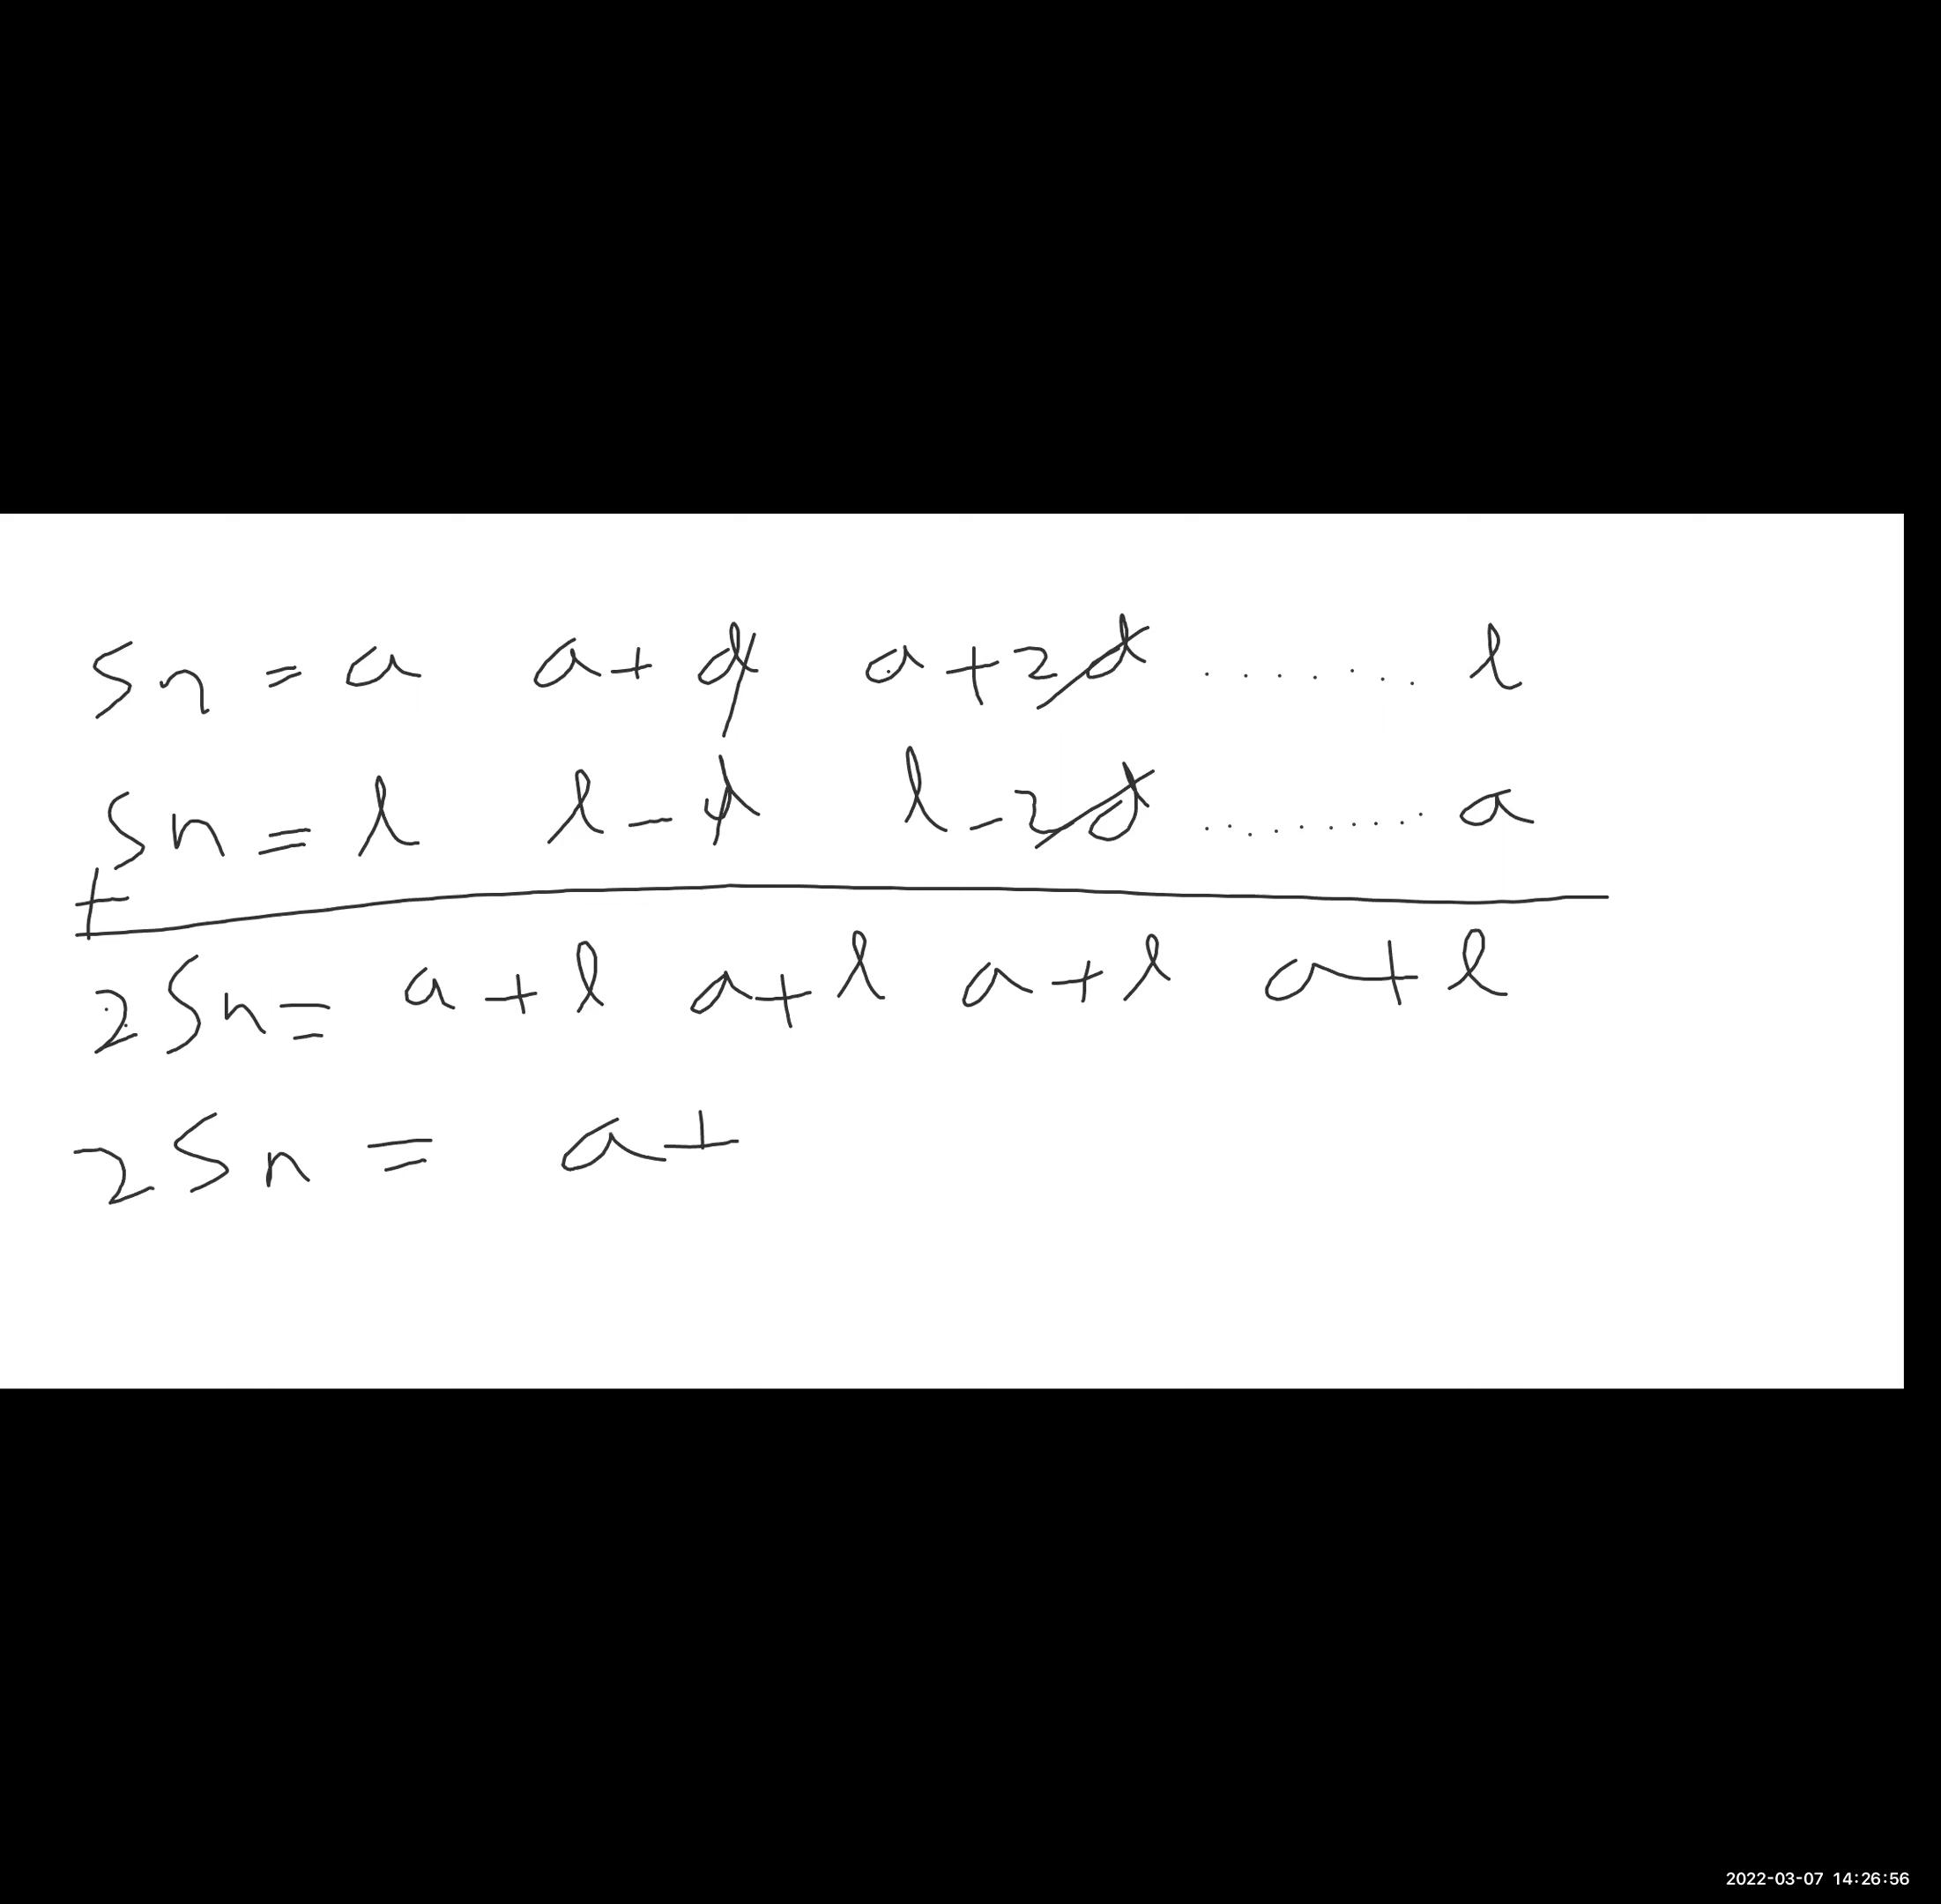 Sn = a a+d a+2d ........ l
Sn = l l-d l-2d ......... a
+
2Sn = a+l a+l a+l a+l
2Sn = a+
2022-03-07 14:26:56